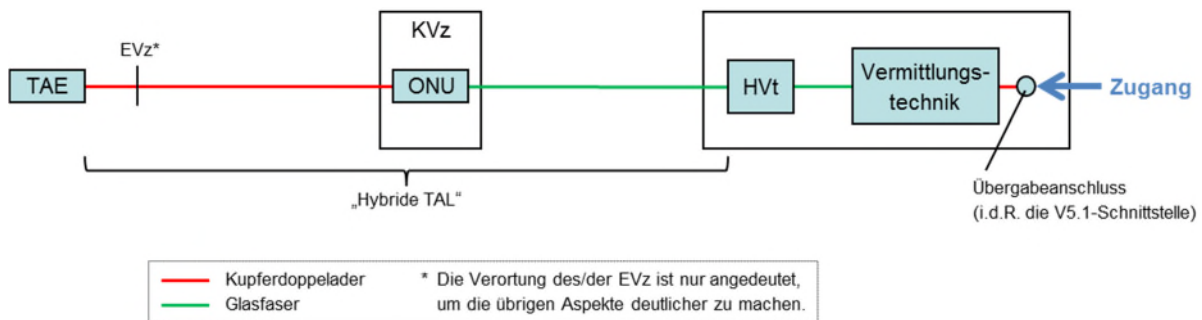 KVz
EVz*
TAE
ONU
HVt
Vermittlungs-
technik
Zugang
„Hybride TAL“
Übergabeanschluss
(i.d.R. die V5.1-Schnittstelle)
Kupferdoppelader
* Die Verortung des/der EVz ist nur angedeutet,
Glasfaser
um die übrigen Aspekte deutlicher zu machen.